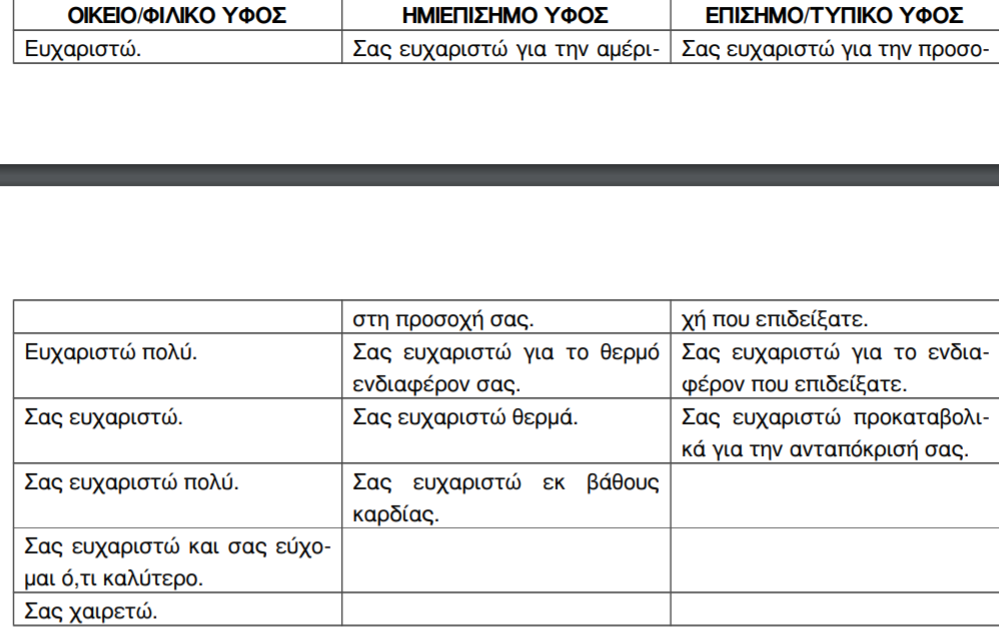 ΟΙΚΕΙΟ/ΦΙΛΙΚΟ ΥΦΟΣ ΗΜΙΕΠΙΣΗΜΟ ΥΦΟΣ ΕΠΙΣΗΜΟ/ΤΥΠΙΚΟ ΥΦΟΣ
Ευχαριστώ. Σας ευχαριστώ για την αμέρι- Σας ευχαριστώ για την προσο-
στη προσοχή σας. χή που επιδείξατε.
Ευχαριστώ πολύ. Σας ευχαριστώ για το θερμό Σας ευχαριστώ για το ενδια-
ενδιαφέρον σας. φέρον που επιδείξατε.
Σας ευχαριστώ. Σας ευχαριστώ θερμά. Σας ευχαριστώ προκαταβολι-
κά για την ανταπόκρισή σας.
Σας ευχαριστώ πολύ. Σας ευχαριστώ εκ βάθους
καρδίας.
Σας ευχαριστώ και σας εύχο-
μαι ό,τι καλύτερο.
Σας χαιρετώ.